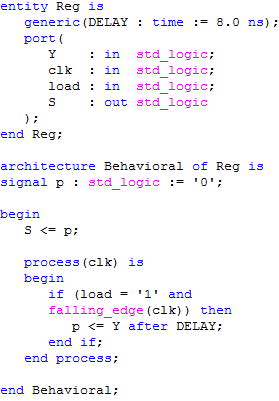 entity Reg is
   generic(DELAY : time := 8.0 ns);
   port(
      Y    : in  std_logic;
      clk  : in  std_logic;
      load : in  std_logic;
      S    : out std_logic
   );
end Reg;

architecture Behavioral of Reg is
signal p : std_logic := '0';

begin
   S <= p;

   process(clk) is
   begin
      if (load = '1' and
      falling_edge(clk)) then
         p <= Y after DELAY;
      end if;
   end process;

end Behavioral;